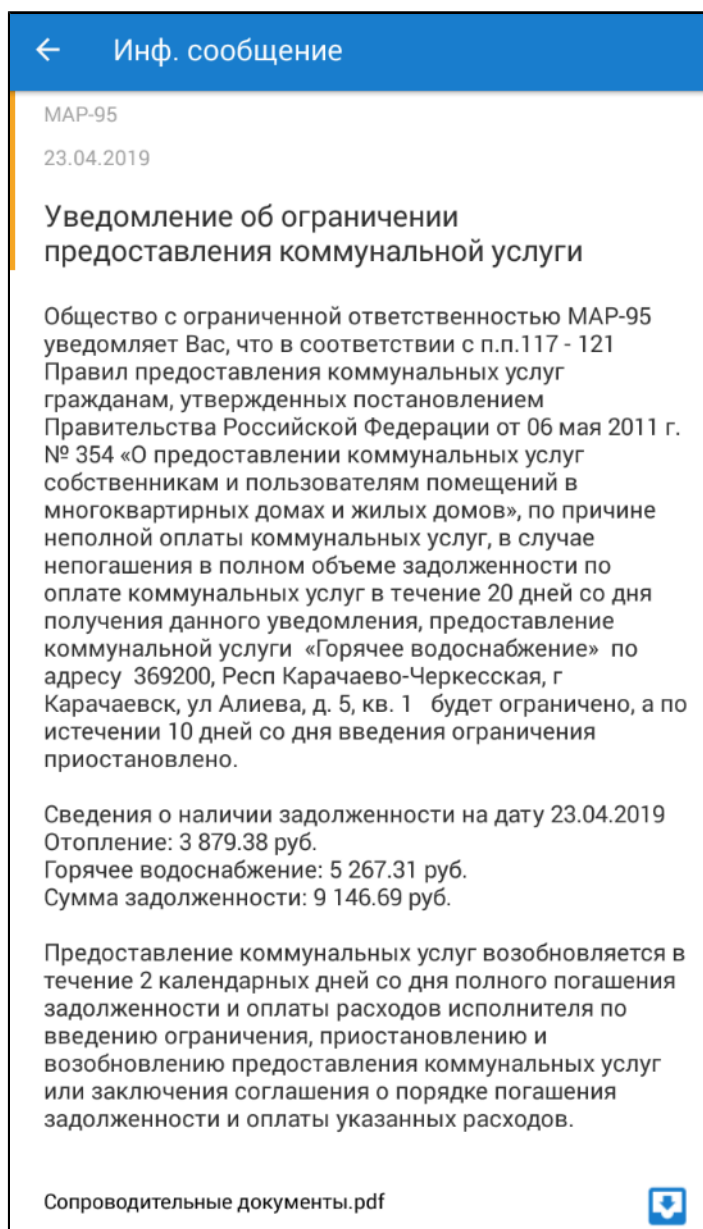 Инф. сообщение
МАР-95
23.04.2019
Уведомление об ограничении
предоставления коммунальной услуги
Общество с ограниченной ответственностью МАР-95
уведомляет Вас, что в соответствии с п.п.117 - 121
Правил предоставления коммунальных услуг
гражданам, утвержденных постановлением
Правительства Российской Федерации от 06 мая 2011 г.
№ 354 «О предоставлении коммунальных услуг
собственникам и пользователям помещений в
многоквартирных домах и жилых домов», по причине
неполной оплаты коммунальных услуг, в случае
непогашения в полном объеме задолженности по
оплате коммунальных услуг в течение 20 дней со дня
получения данного уведомления, предоставление
коммунальной услуги «Горячее водоснабжение» по
адресу 369200, Респ Карачаево-Черкесская, г
Карачаевск, ул Алиева, д. 5, кв. 1 будет ограничено, а по
истечении 10 дней со дня введения ограничения
приостановлено.
Сведения о наличии задолженности на дату 23.04.2019
Отопление: 3 879.38 руб.
Горячее водоснабжение: 5 267.31 руб.
Сумма задолженности: 9 146.69 руб.
Предоставление коммунальных услуг возобновляется в
течение 2 календарных дней со дня полного погашения
задолженности и оплаты расходов исполнителя по
введению ограничения, приостановлению и
возобновлению предоставления коммунальных услуг
или заключения соглашения о порядке погашения
задолженности и оплаты указанных расходов.
Сопроводительные документы.pdf